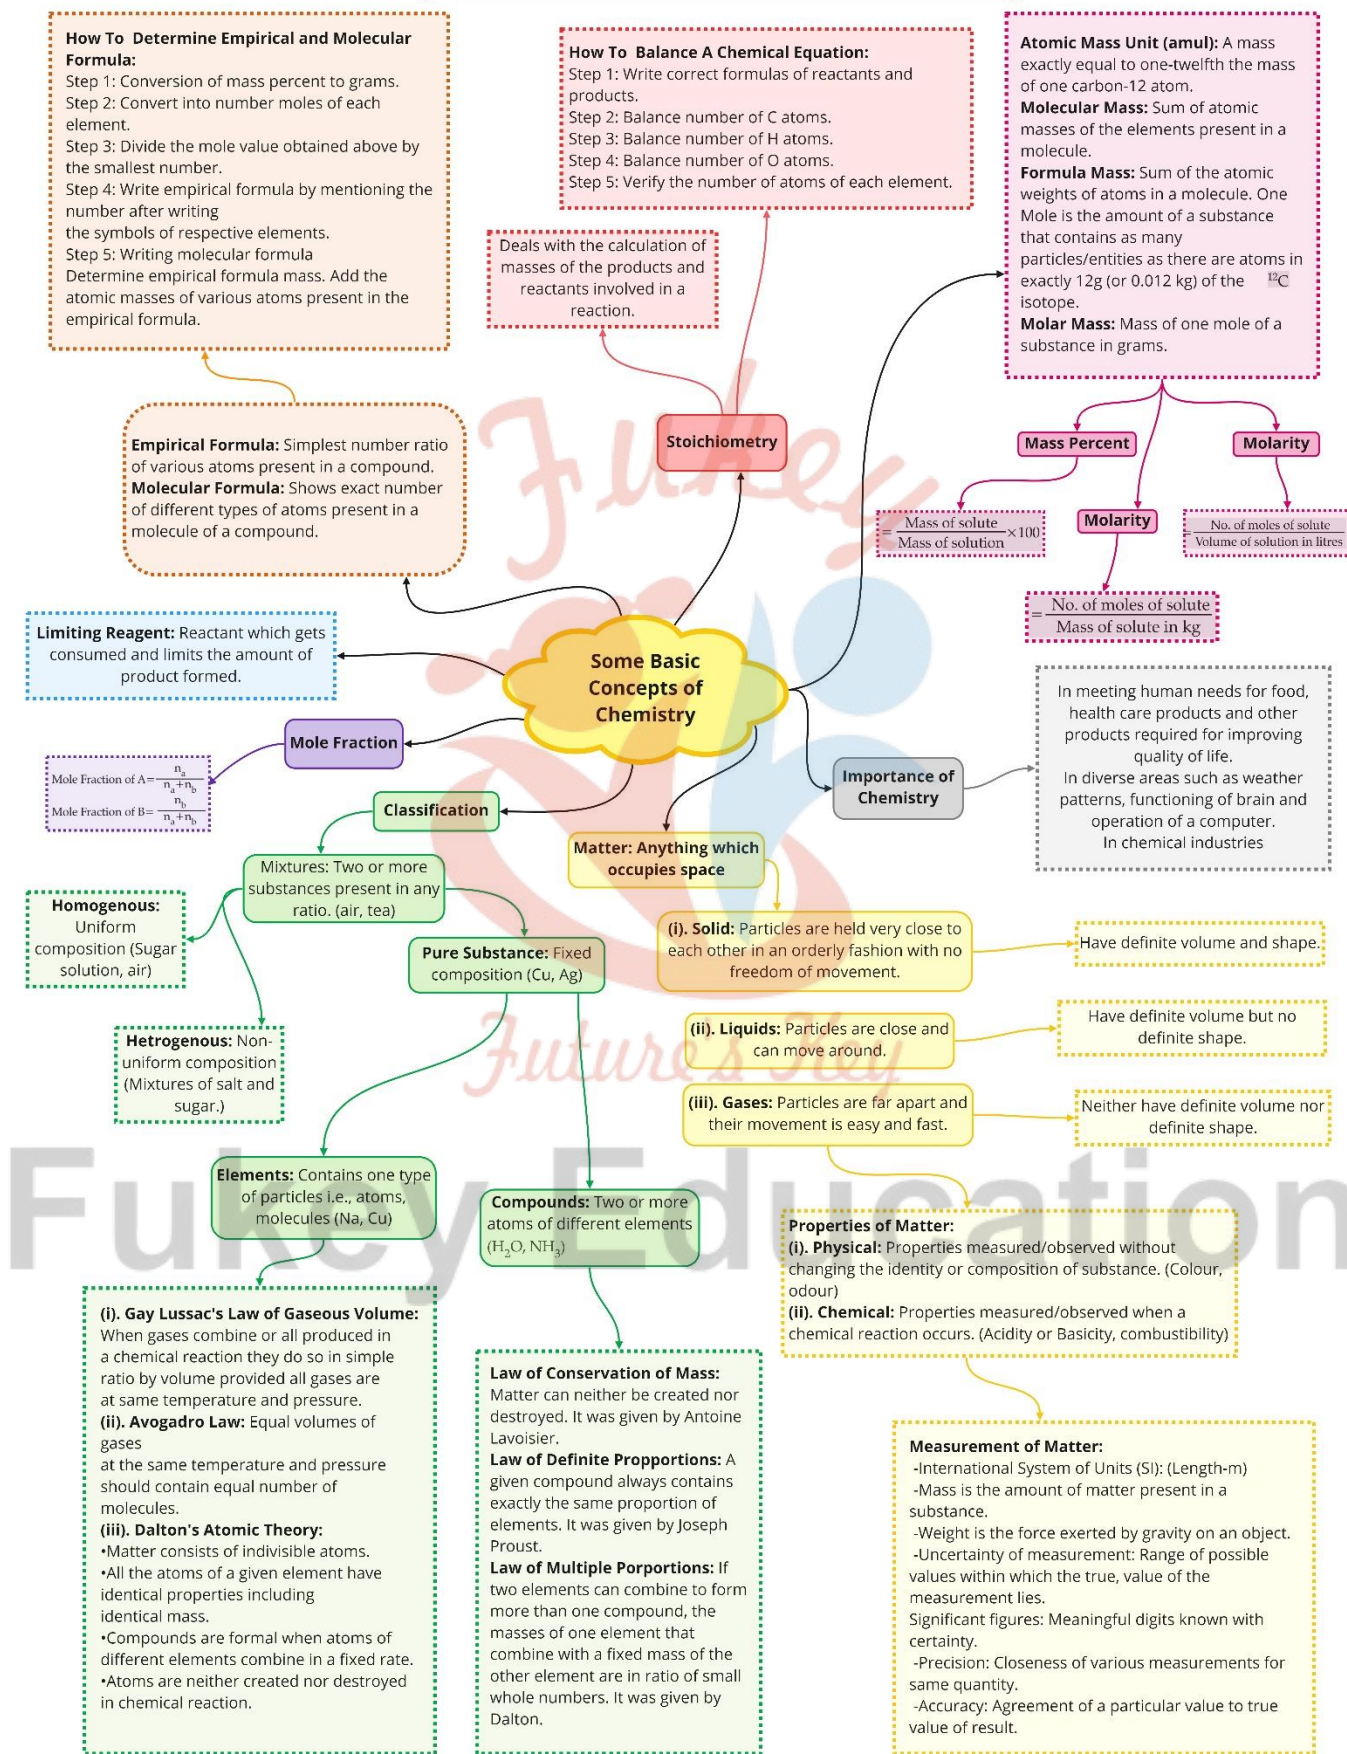 How To  Determine Empirical and Molecular
Formula:
Step 1: Conversion of mass percent to grams.
Step 2: Convert into number moles of each
element.
Step 3: Divide the mole value obtained above by
the smallest number.
Step 4: Write empirical formula by mentioning the
number after writing
the symbols of respective elements.
Step 5: Writing molecular formula
Determine empirical formula mass. Add the
atomic masses of various atoms present in the
empirical formula.
How To  Balance A Chemical Equation:
Step 1: Write correct formulas of reactants and
products.
Step 2: Balance number of C atoms.
Step 3: Balance number of H atoms.
Step 4: Balance number of O atoms.
Step 5: Verify the number of atoms of each element.
Atomic Mass Unit (amul): A mass
exactly equal to one-twelfth the mass
of one carbon-12 atom.
Molecular Mass: Sum of atomic
masses of the elements present in a
molecule.
Formula Mass: Sum of the atomic
weights of atoms in a molecule. One
Mole is the amount of a substance
that contains as many
particles/entities as there are atoms in
exactly 12g (or 0.012 kg) of the ¹²C
isotope.
Molar Mass: Mass of one mole of a
substance in grams.
Deals with the calculation of
masses of the products and
reactants involved in a
reaction.
Empirical Formula: Simplest number ratio
of various atoms present in a compound.
Molecular Formula: Shows exact number
of different types of atoms present in a
molecule of a compound.
Stoichiometry
Mass Percent
Molarity
Molarity
= Mass of solute
Mass of solution ×100
= No. of moles of solute
Volume of solution in litres
= No. of moles of solute
Mass of solute in kg
Fukey
Limiting Reagent: Reactant which gets
consumed and limits the amount of
product formed.
Some Basic
Concepts of
Chemistry
Mole Fraction
Mole Fraction of A= nₐ
nₐ+n_b
Mole Fraction of B= n_b
nₐ+n_b
Importance of
Chemistry
In meeting human needs for food,
health care products and other
products required for improving
quality of life.
In diverse areas such as weather
patterns, functioning of brain and
operation of a computer.
In chemical industries
Classification
Matter: Anything which
occupies space
Mixtures: Two or more
substances present in any
ratio. (air, tea)
Homogenous:
Uniform
composition (Sugar
solution, air)
Hetrogenous: Non-
uniform composition
(Mixtures of salt and
sugar.)
Pure Substance: Fixed
composition (Cu, Ag)
(i). Solid: Particles are held very close to
each other in an orderly fashion with no
freedom of movement.
Have definite volume and shape.
(ii). Liquids: Particles are close and
can move around.
Have definite volume but no
definite shape.
Future's Key
(iii). Gases: Particles are far apart and
their movement is easy and fast.
Neither have definite volume nor
definite shape.
Fukey Education
Elements: Contains one type
of particles i.e., atoms,
molecules (Na, Cu)
Compounds: Two or more
atoms of different elements
(H₂O, NH₃)
Properties of Matter:
(i). Physical: Properties measured/observed without
changing the identity or composition of substance. (Colour,
odour)
(ii). Chemical: Properties measured/observed when a
chemical reaction occurs. (Acidity or Basicity, combustibility)
(i). Gay Lussac's Law of Gaseous Volume:
When gases combine or all produced in
a chemical reaction they do so in simple
ratio by volume provided all gases are
at same temperature and pressure.
(ii). Avogadro Law: Equal volumes of
gases
at the same temperature and pressure
should contain equal number of
molecules.
(iii). Dalton's Atomic Theory:
•Matter consists of indivisible atoms.
•All the atoms of a given element have
identical properties including
identical mass.
•Compounds are formal when atoms of
different elements combine in a fixed rate.
•Atoms are neither created nor destroyed
in chemical reaction.
Law of Conservation of Mass:
Matter can neither be created nor
destroyed. It was given by Antoine
Lavoisier.
Law of Definite Propportions: A
given compound always contains
exactly the same proportion of
elements. It was given by Joseph
Proust.
Law of Multiple Porportions: If
two elements can combine to form
more than one compound, the
masses of one element that
combine with a fixed mass of the
other element are in ratio of small
whole numbers. It was given by
Dalton.
Measurement of Matter:
-International System of Units (SI): (Length-m)
-Mass is the amount of matter present in a
substance.
-Weight is the force exerted by gravity on an object.
-Uncertainty of measurement: Range of possible
values within which the true, value of the
measurement lies.
Significant figures: Meaningful digits known with
certainty.
-Precision: Closeness of various measurements for
same quantity.
-Accuracy: Agreement of a particular value to true
value of result.